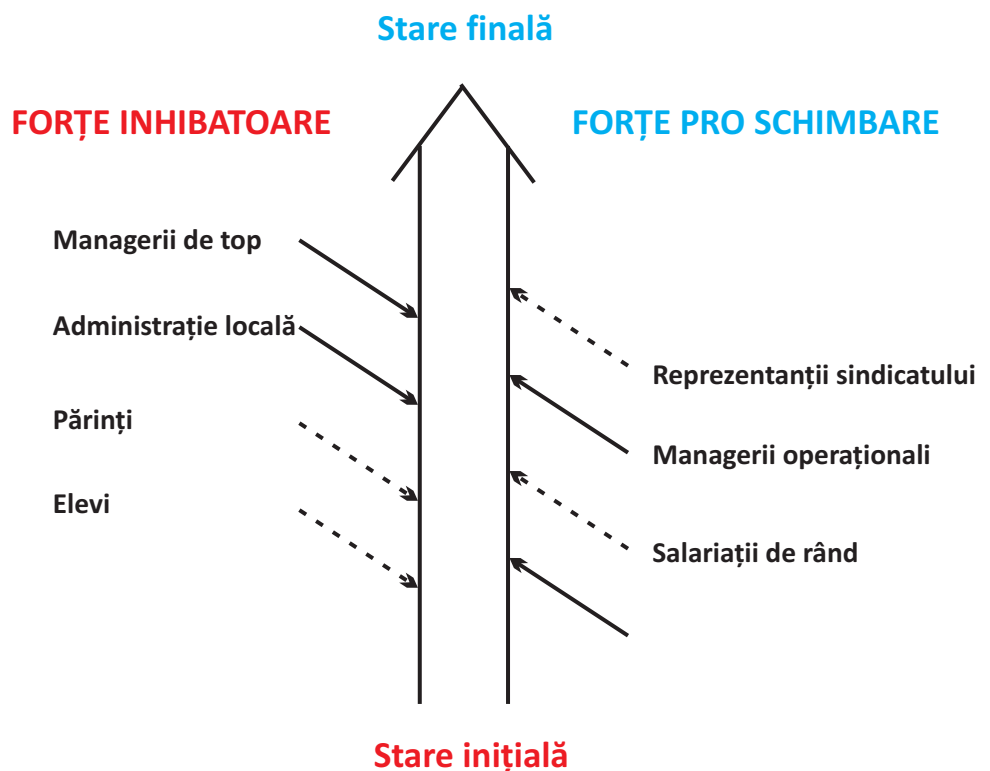 Stare finală
FORȚE INHIBATOARE
FORȚE PRO SCHIMBARE
Managerii de top
Administrație locală
Părinți
Elevi
Reprezentanții sindicatului
Managerii operaționali
Salariații de rând
Stare inițială